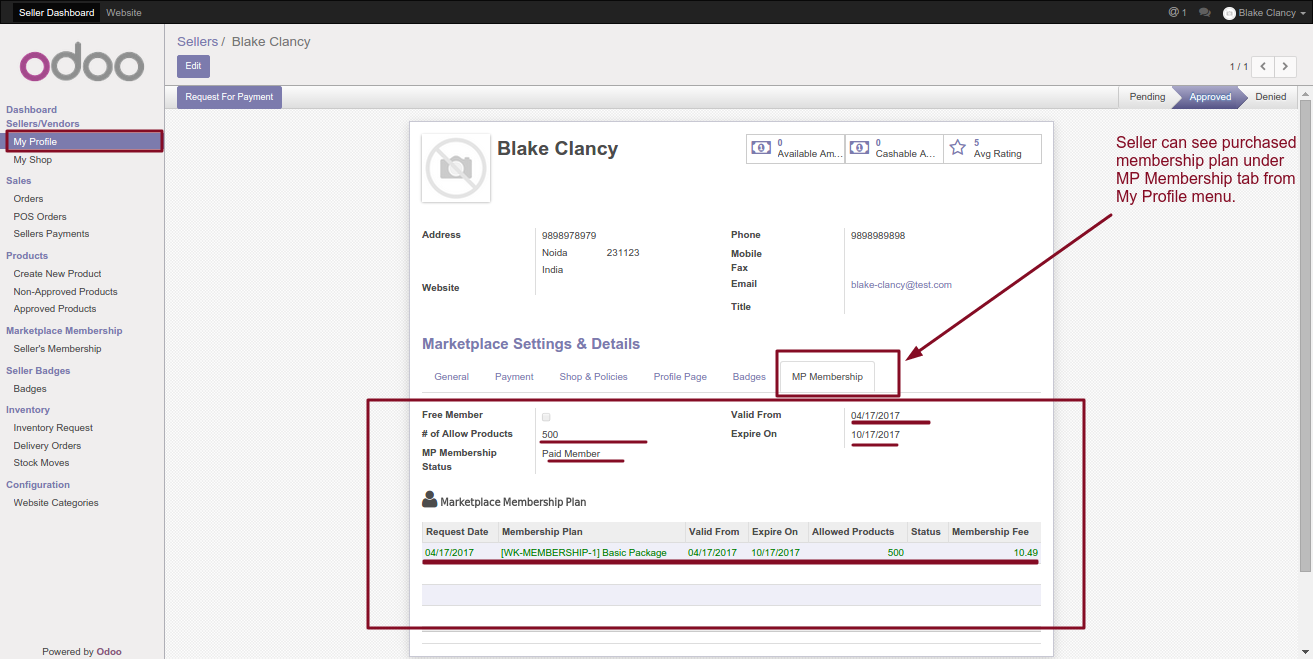 Seller Dashboard Website @ 1 Blake Clancy
odoo
Dashboard
Sellers/Vendors
My Profile
My Shop
Sales
Orders
POS Orders
Sellers Payments
Products
Create New Product
Non-Approved Products
Approved Products
Marketplace Membership
Seller's Membership
Seller Badges
Badges
Inventory
Inventory Request
Delivery Orders
Stock Moves
Configuration
Website Categories
Powered by Odoo
Sellers / Blake Clancy
Edit
1 / 1
Request For Payment
Pending Approved Denied
Blake Clancy
0
Available Am...
0
Cashable A...
5
Avg Rating
Address
9898978979
Noida 231123
India
Website
Phone 9898989898
Mobile
Fax
Email blake-clancy@test.com
Title
Marketplace Settings & Details
General Payment Shop & Policies Profile Page Badges MP Membership
Free Member
# of Allow Products 500
MP Membership Status Paid Member
Valid From 04/17/2017
Expire On 10/17/2017
Marketplace Membership Plan
Request Date Membership Plan Valid From Expire On Allowed Products Status Membership Fee
04/17/2017 [WK-MEMBERSHIP-1] Basic Package 04/17/2017 10/17/2017 500 10.49
Seller can see purchased
membership plan under
MP Membership tab from
My Profile menu.